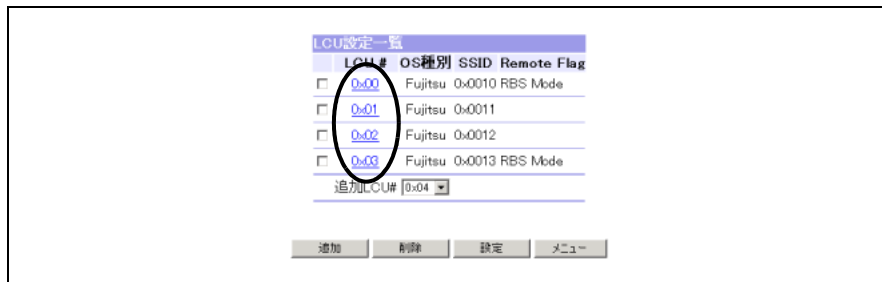 LCU設定一覧
LCU # OS種別 SSID Remote Flag
0x00 Fujitsu 0x0010 RBS Mode
0x01 Fujitsu 0x0011
0x02 Fujitsu 0x0012
0x03 Fujitsu 0x0013 RBS Mode
追加LCU# 0x04
追加 削除 設定 メニュー